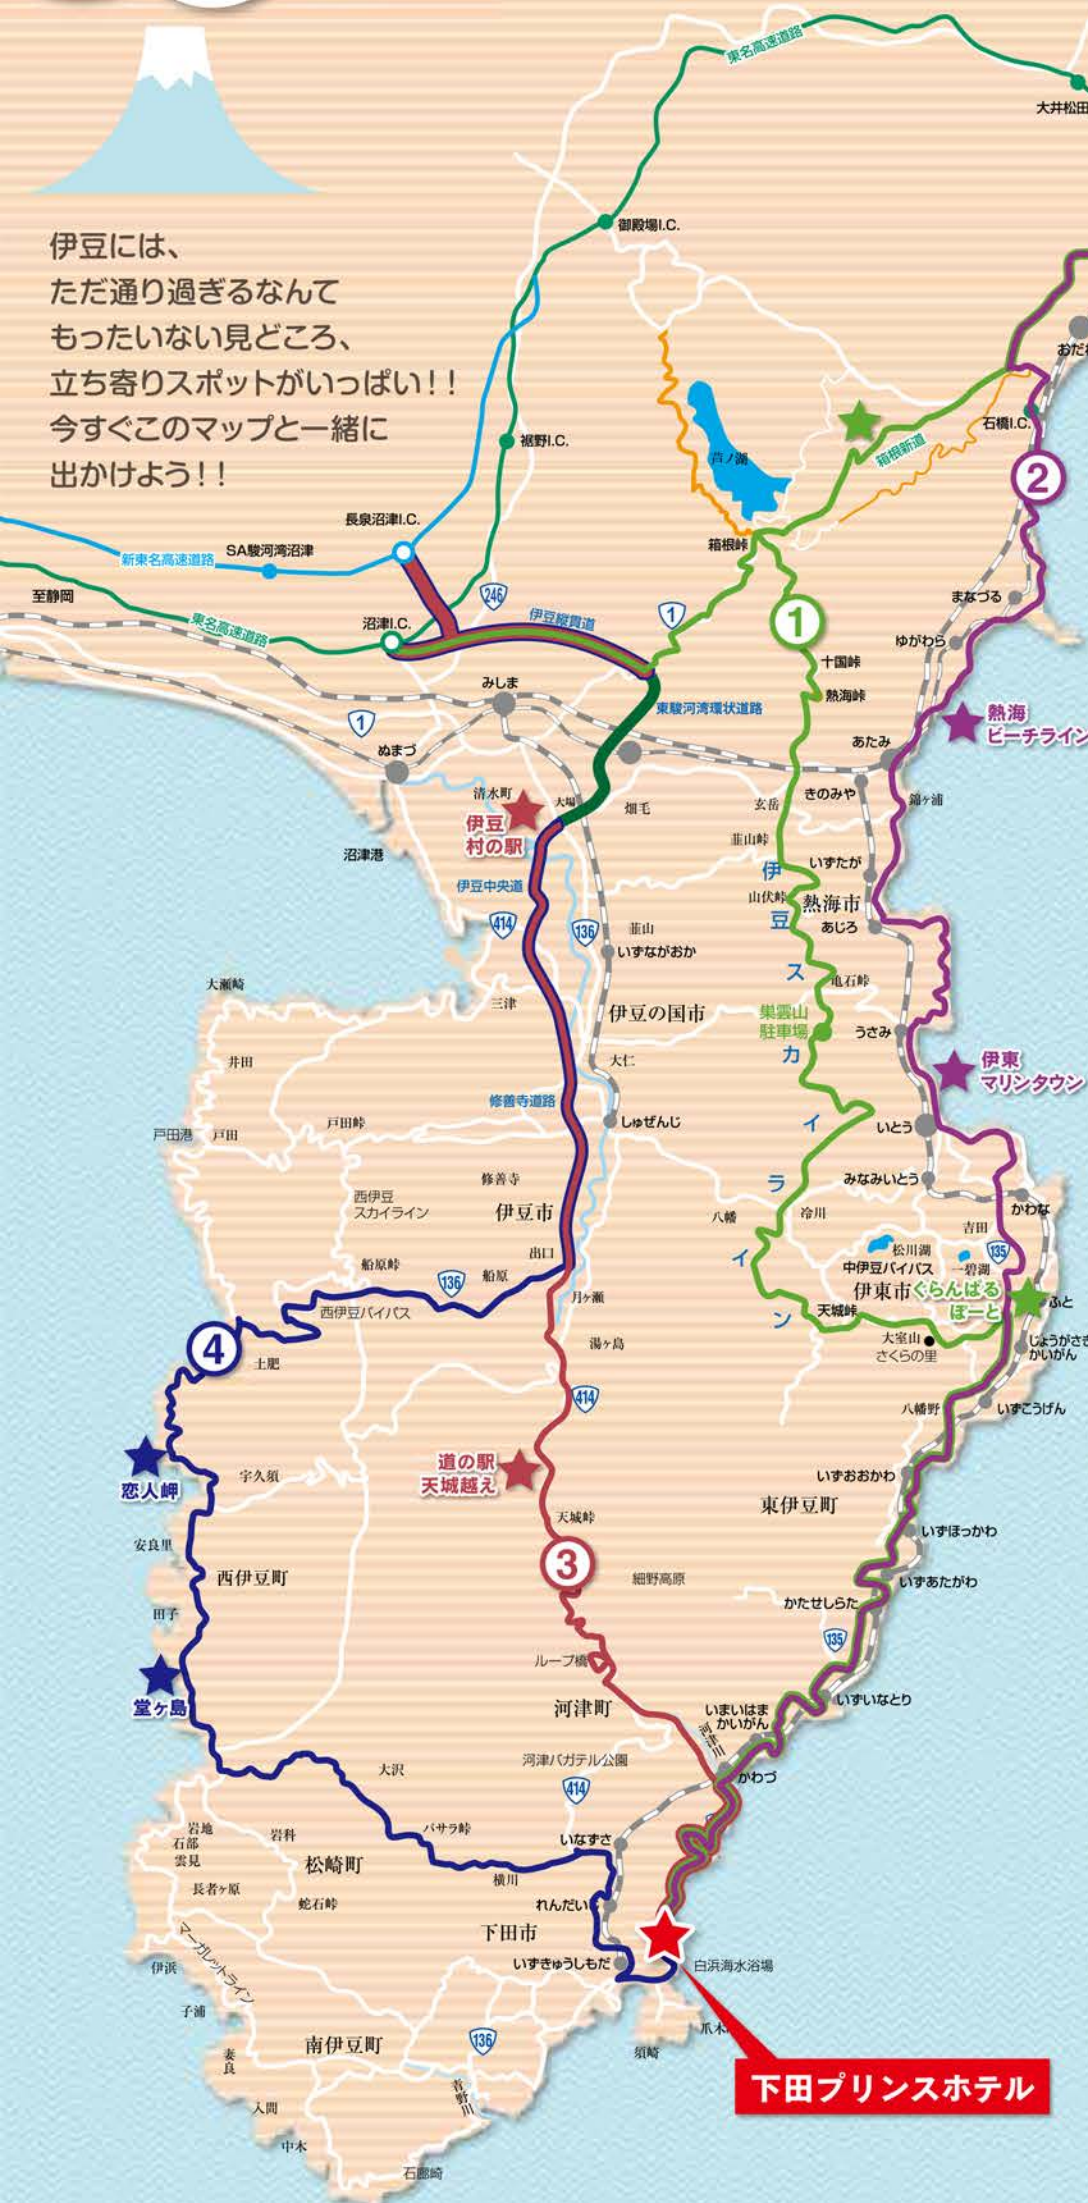 東名高速道路
大井松田
御殿場I.C.
伊豆には、
ただ通り過ぎるなんて
もったいない見どころ、
立ち寄りスポットがいっぱい！！
今すぐこのマップと一緒に
出かけよう！！
石橋I.C.
裾野I.C.
箱根新道
芦ノ湖
2
長泉沼津I.C.
箱根峠
新東名高速道路
SA駿河湾沼津
至静岡
246
まなづる
東名高速道路
沼津I.C.
伊豆縦貫道
1
1
ゆがわら
十国峠
みしま
熱海峠
東駿河湾環状道路
1
熱海
ビーチライン
ぬまづ
あたみ
清水町
大場
畑毛
玄岳
きのみや
錦ヶ浦
伊豆
村の駅
沼津港
韮山峠
いずたが
伊豆中央道
山伏峠
熱海市
414
136
韮山
あじろ
いずながおか
伊豆スカイライン
大瀬崎
亀石峠
三津
伊豆の国市
巣雲山
駐車場
うさみ
井田
大仁
伊東
マリンタウン
修善寺道路
戸田港
戸田
戸田峠
しゅぜんじ
いとう
修善寺
みなみいとう
西伊豆
スカイライン
伊豆市
八幡
冷川
かわな
吉田
出口
松川湖
135
船原峠
136
船原
中伊豆バイパス
一碧湖
伊東市
ぐらんぱる
ぽーと
ふと
月ヶ瀬
西伊豆バイパス
天城峠
4
土肥
湯ヶ島
大室山
さくらの里
じょうがさき
かいがん
414
八幡野
いずこうげん
恋人岬
宇久須
道の駅
天城越え
いずおおかわ
東伊豆町
天城峠
いずほっかわ
安良里
3
西伊豆町
細野高原
いずあたがわ
田子
かたせしらた
135
ループ橋
堂ヶ島
河津町
いまいはま
かいがん
いずいなとり
河津川
河津バガテル公園
大沢
414
かわづ
岩地
石部
雲見
岩科
バサラ峠
いなずさ
松崎町
横川
長者ヶ原
蛇石峠
れんだいじ
下田市
マーガレットライン
伊浜
いずきゅうしもだ
白浜海水浴場
子浦
南伊豆町
136
須崎
妻良
下田プリンスホテル
入間
中木
石廊崎